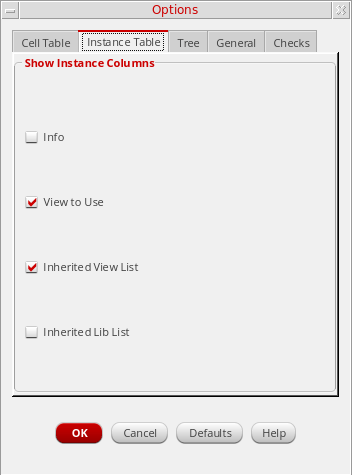 Options
Cell Table Instance Table Tree General Checks
Show Instance Columns
Info
View to Use
Inherited View List
Inherited Lib List
OK Cancel Defaults Help